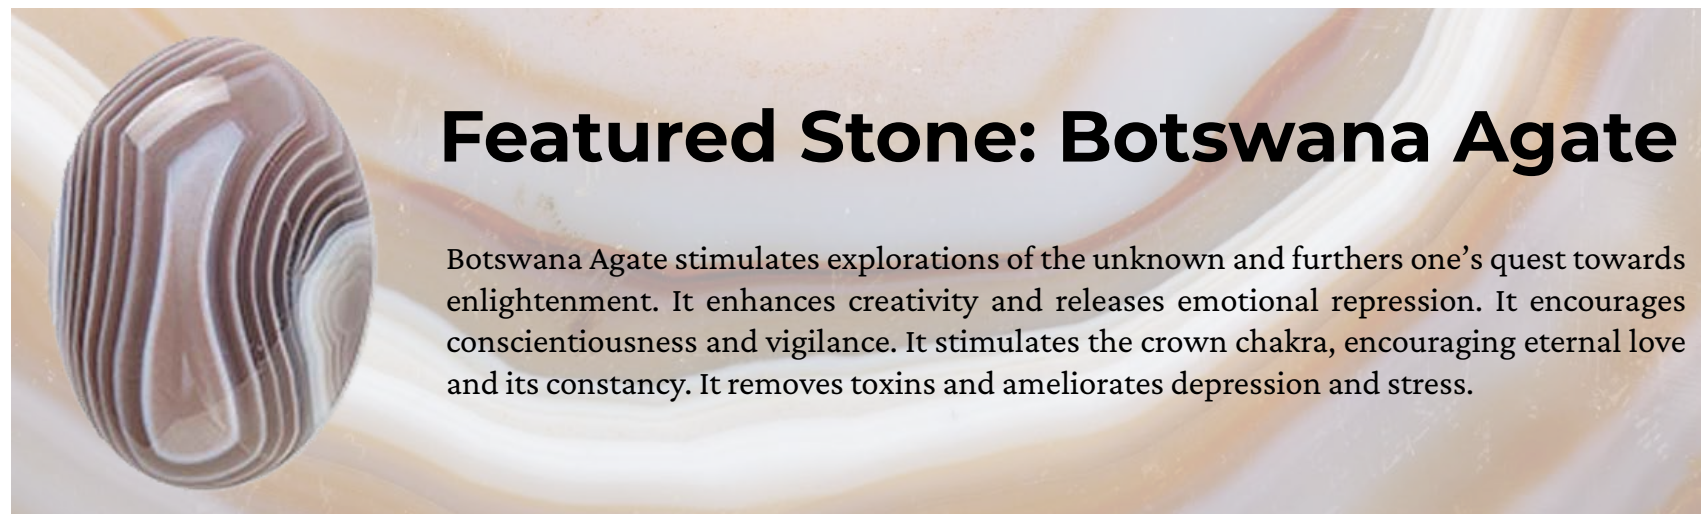 Featured Stone: Botswana Agate
Botswana Agate stimulates explorations of the unknown and furthers one’s quest towards
enlightenment. It enhances creativity and releases emotional repression. It encourages
conscientiousness and vigilance. It stimulates the crown chakra, encouraging eternal love
and its constancy. It removes toxins and ameliorates depression and stress.